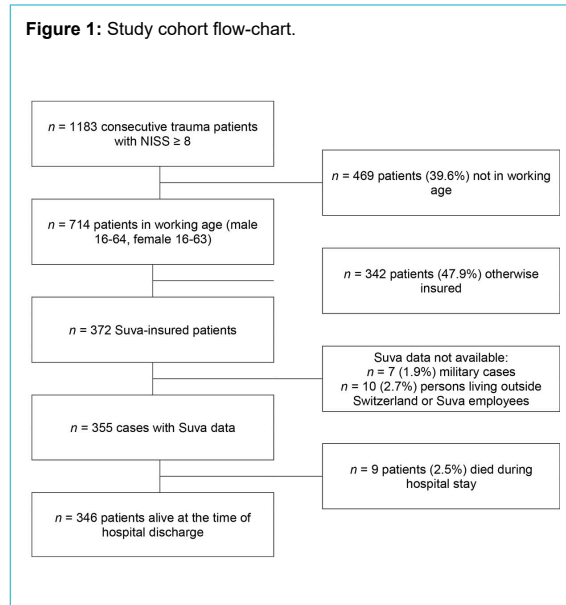 Figure 1: Study cohort flow-chart.
n = 1183 consecutive trauma patients
with NISS ≥ 8
n = 469 patients (39.6%) not in working
age
n = 714 patients in working age (male
16-64, female 16-63)
n = 342 patients (47.9%) otherwise
insured
n = 372 Suva-insured patients
Suva data not available:
n = 7 (1.9%) military cases
n = 10 (2.7%) persons living outside
Switzerland or Suva employees
n = 355 cases with Suva data
n = 9 patients (2.5%) died during
hospital stay
n = 346 patients alive at the time of
hospital discharge